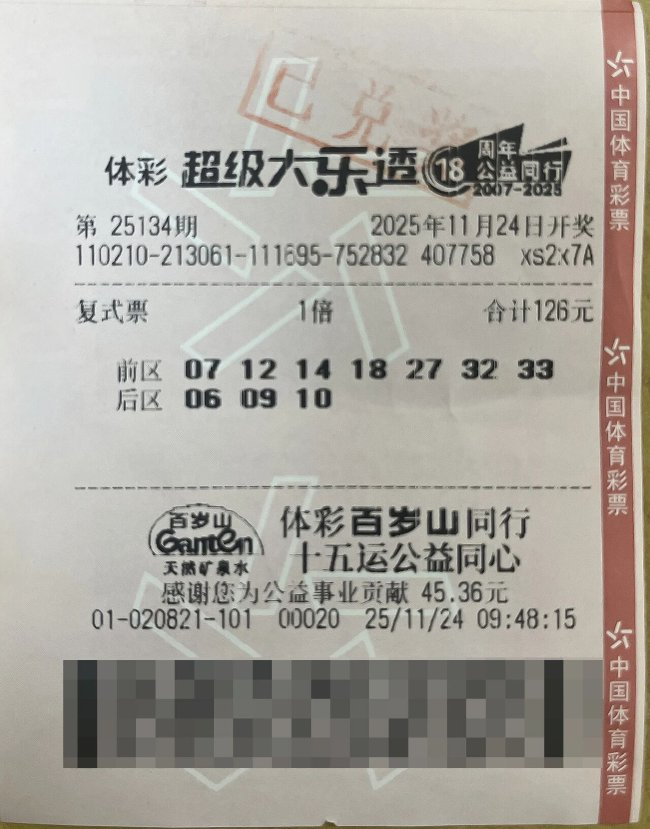 已兑奖
体彩 超级大乐透 18周年公益同行 2007-2025
第 25134期 2025年11月24日开奖
110210-213061-111695-752832 407758 xs2x7A
复式票 1倍 合计126元
前区 07 12 14 18 27 32 33
后区 06 09 10
百岁山 Ganten 天然矿泉水
体彩百岁山同行
十五运公益同心
感谢您为公益事业贡献 45.36元
01-020821-101 00020 25/11/24 09:48:15
中国体育彩票
中国体育彩票
中国体育彩票